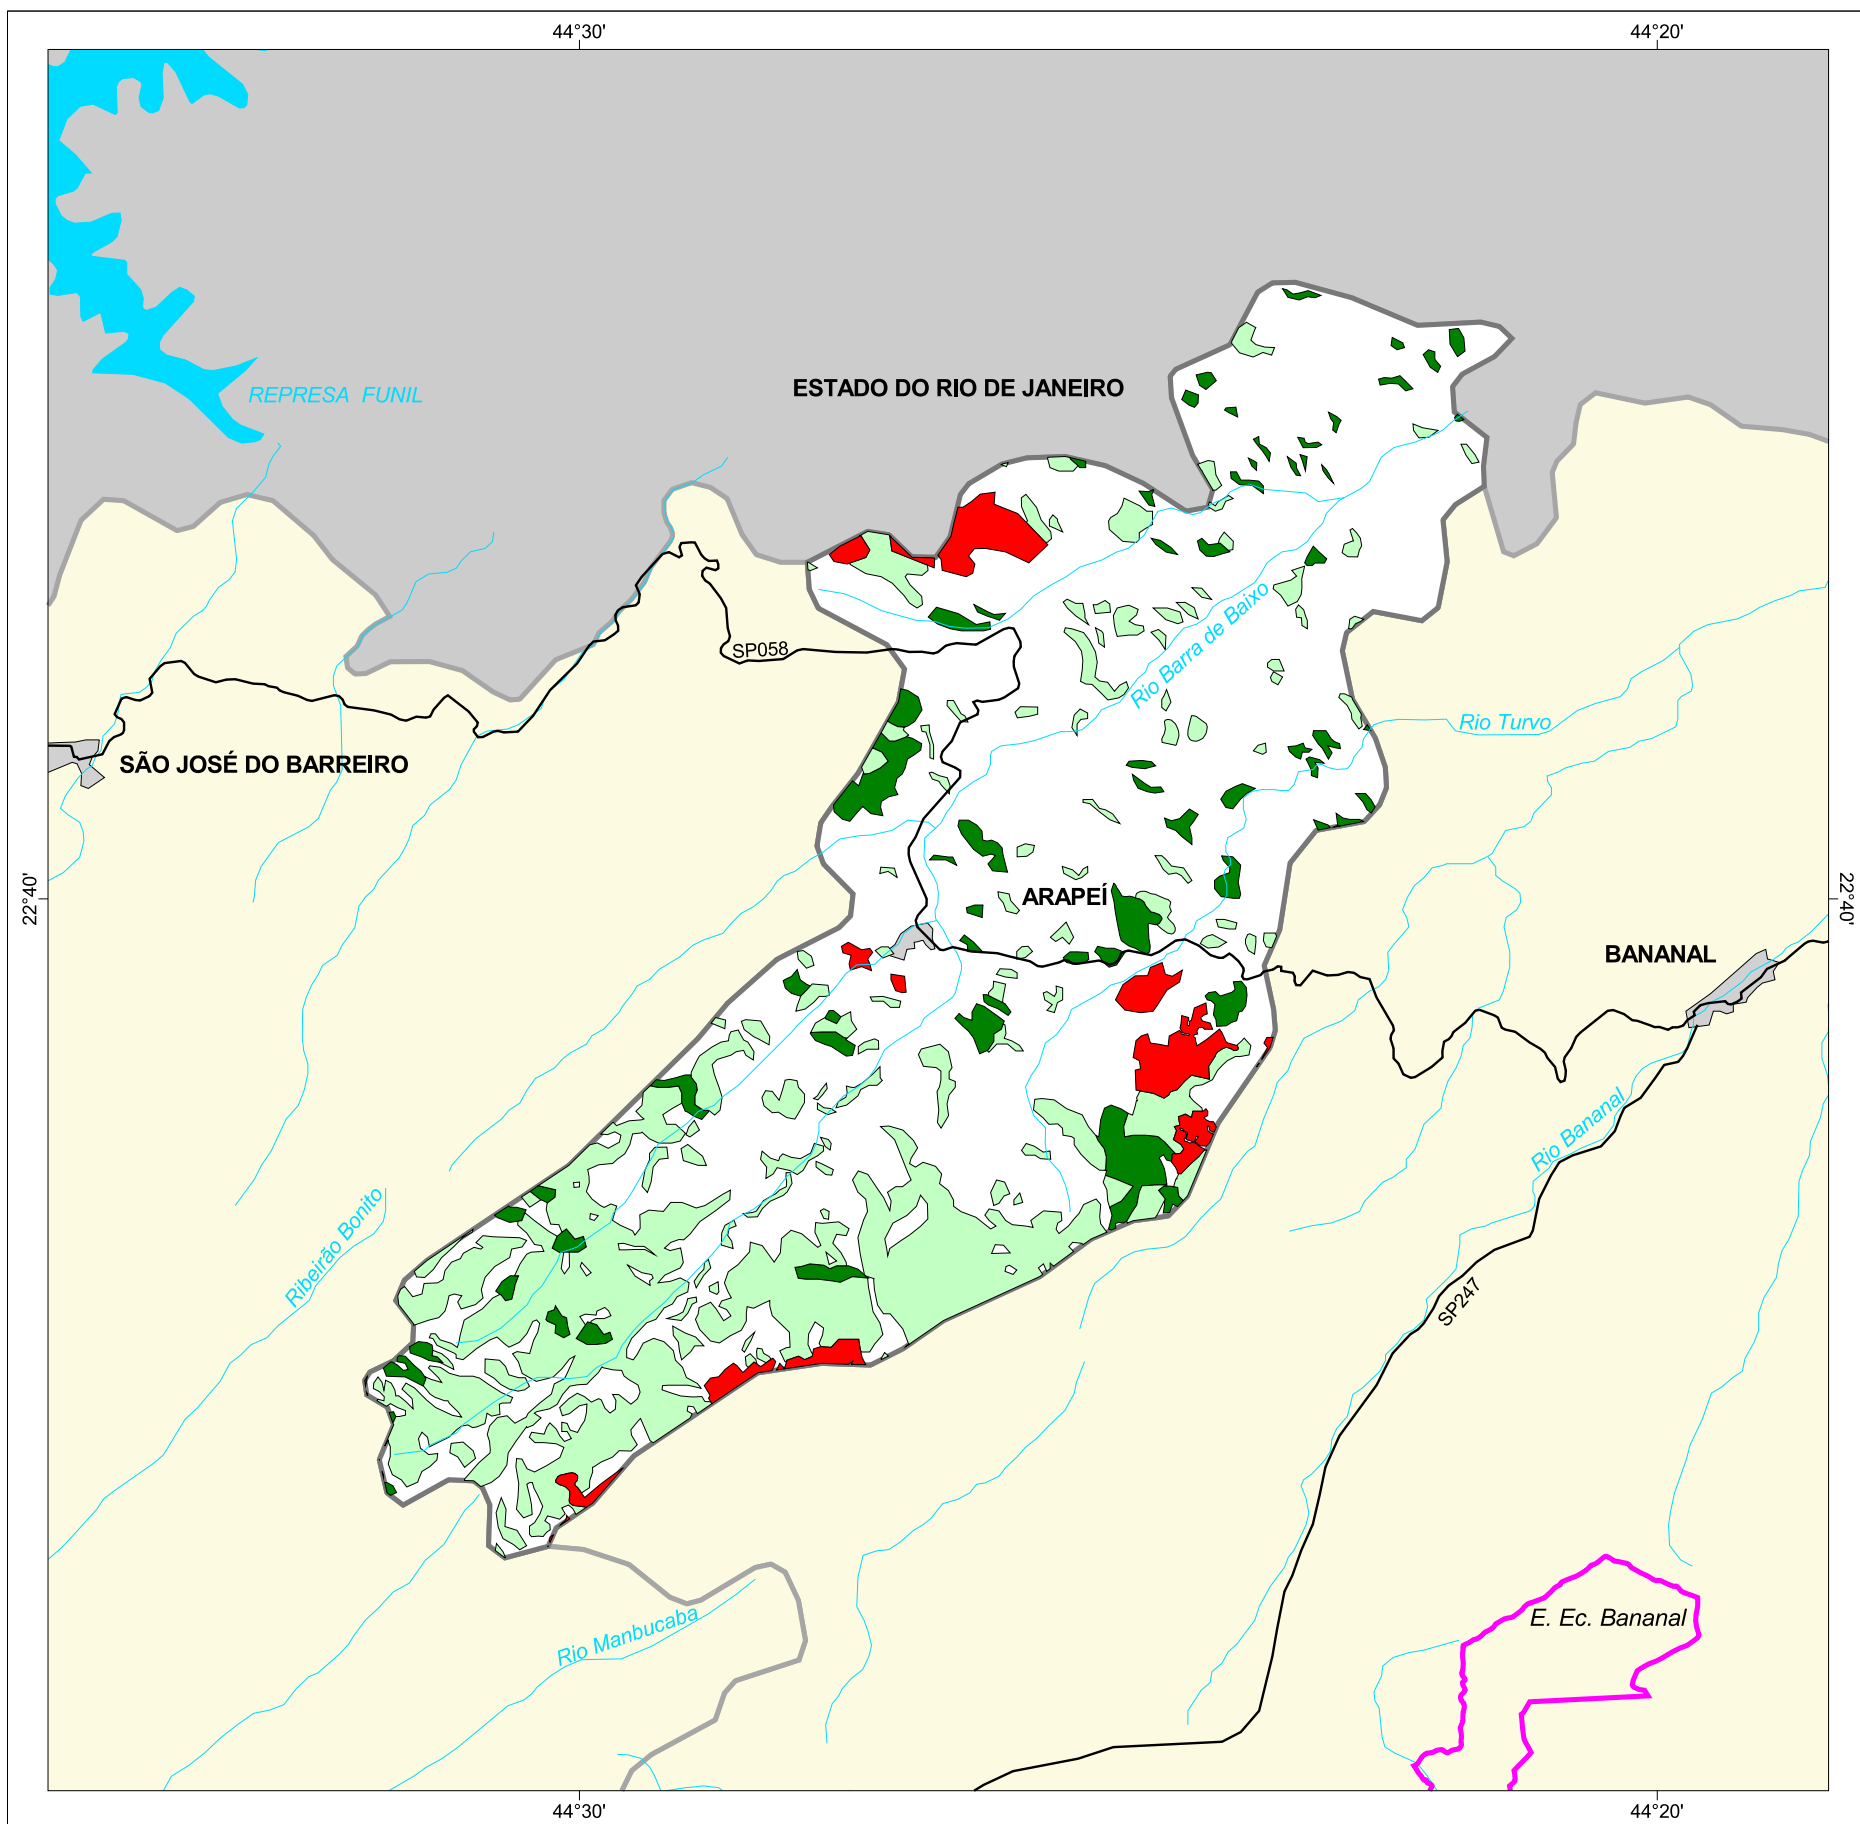 44°30'
44°20'
REPRESA FUNIL
ESTADO DO RIO DE JANEIRO
Rio Barra de Baixo
SP058
Rio Turvo
SÃO JOSÉ DO BARREIRO
22°40'
ARAPEÍ
22°40'
BANANAL
Rio Bananal
Ribeirão Bonito
SP247
E. Ec. Bananal
Rio Manbucaba
44°30'
44°20'